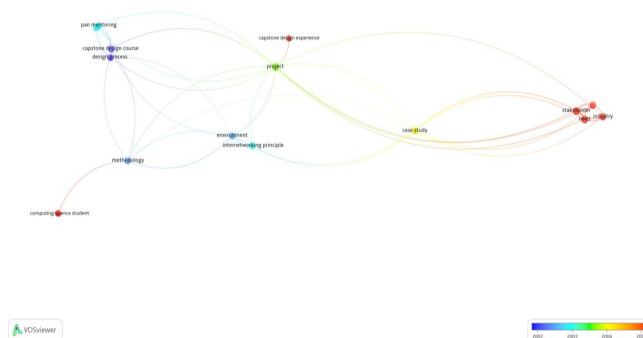 pan mentoring
capstone design experience
capstone design course
design process
project
stakeholder
need
industry
case study
environment
internetworking principle
methodology
computing science student
VOSviewer
2002
2003
2004